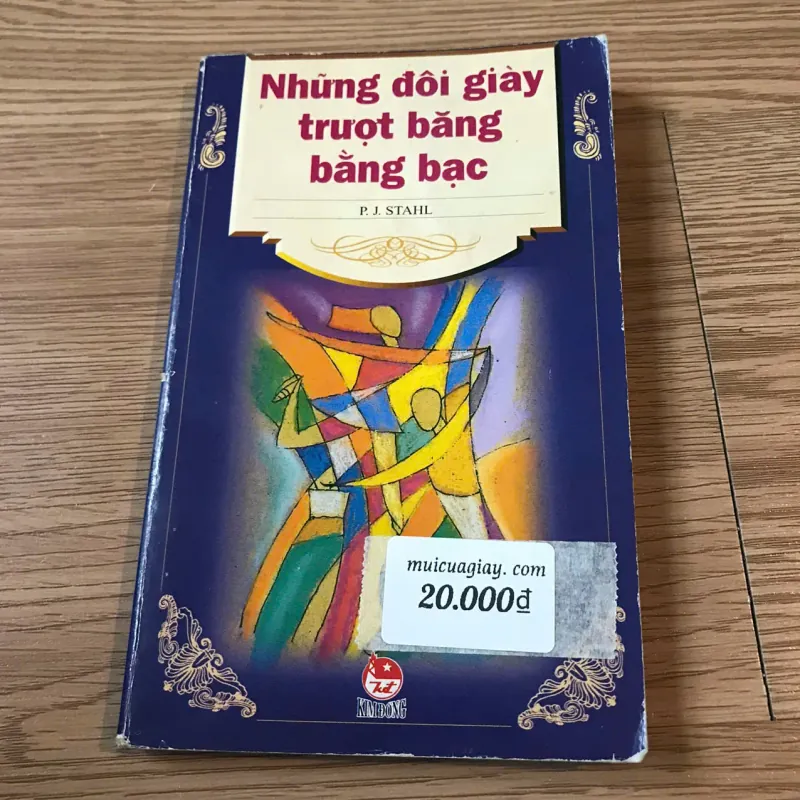 Những đôi giày
trượt băng
bằng bạc
P. J. STAHL
muicuagiay. com
20.000đ
KIM ĐỒNG